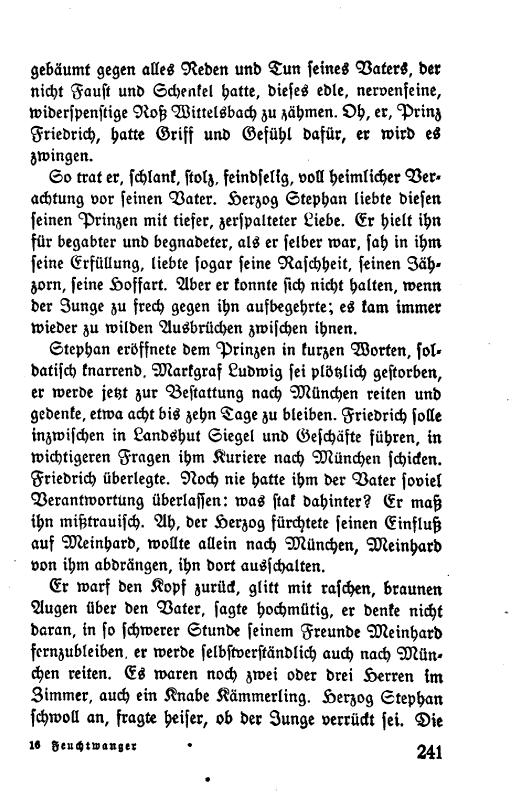 gebäumt gegen alles Reden und Tun seines Vaters, der
nicht Faust und Schenkel hatte, dieses edle, nervenfeine,
widerspenstige Roß Wittelsbach zu zähmen. Oh, er, Prinz
Friedrich, hatte Griff und Gefühl dafür, er wird es
zwingen.
So trat er, schlank, stolz, feindselig, voll heimlicher Ver-
achtung vor seinen Vater. Herzog Stephan liebte diesen
seinen Prinzen mit tiefer, zerspalteter Liebe. Er hielt ihn
für begabter und begnadeter, als er selber war, sah in ihm
seine Erfüllung, liebte sogar seine Raschheit, seinen Jäh-
zorn, seine Hoffart. Aber er konnte sich nicht halten, wenn
der Junge zu frech gegen ihn aufbegehrte; es kam immer
wieder zu wilden Ausbrüchen zwischen ihnen.
Stephan eröffnete dem Prinzen in kurzen Worten, sol-
datisch knarrend, Markgraf Ludwig sei plötzlich gestorben,
er werde jetzt zur Bestattung nach München reiten und
gedenke, etwa acht bis zehn Tage zu bleiben. Friedrich solle
inzwischen in Landshut Siegel und Geschäfte führen, in
wichtigeren Fragen ihm Kuriere nach München schicken.
Friedrich überlegte. Noch nie hatte ihm der Vater soviel
Verantwortung überlassen: was stak dahinter? Er maß
ihn mißtrauisch. Ah, der Herzog fürchtete seinen Einfluß
auf Meinhard, wollte allein nach München, Meinhard
von ihm abdrängen, ihn dort ausschalten.
Er warf den Kopf zurück, glitt mit raschen, braunen
Augen über den Vater, sagte hochmütig, er denke nicht
daran, in so schwerer Stunde seinem Freunde Meinhard
fernzubleiben, er werde selbstverständlich auch nach Mün-
chen reiten. Es waren noch zwei oder drei Herren im
Zimmer, auch ein Knabe Kämmerling. Herzog Stephan
schwoll an, fragte heiser, ob der Junge verrückt sei. Die
16 Feuchtwanger
241